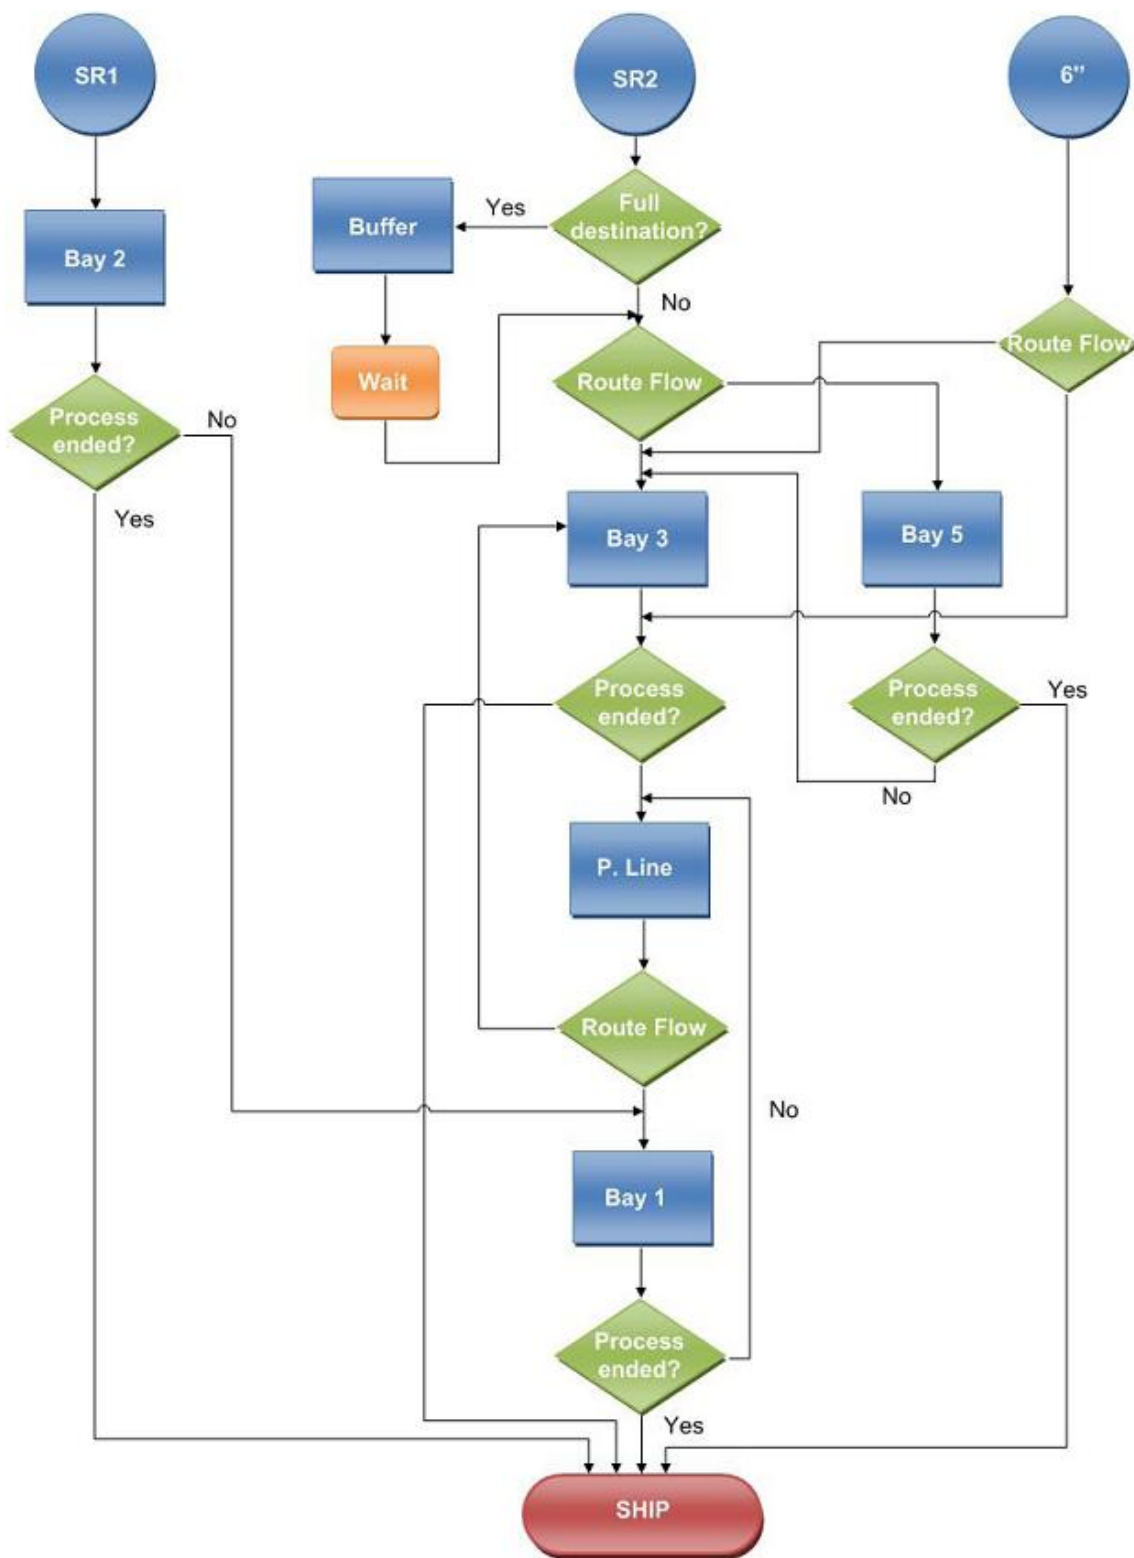 SR1
SR2
6”
Full
destination?
Yes
Buffer
No
Bay 2
Route Flow
Wait
Route Flow
Process
ended?
No
Yes
Bay 3
Bay 5
Process
ended?
Process
ended?
Yes
No
P. Line
Route Flow
No
Bay 1
Process
ended?
Yes
SHIP